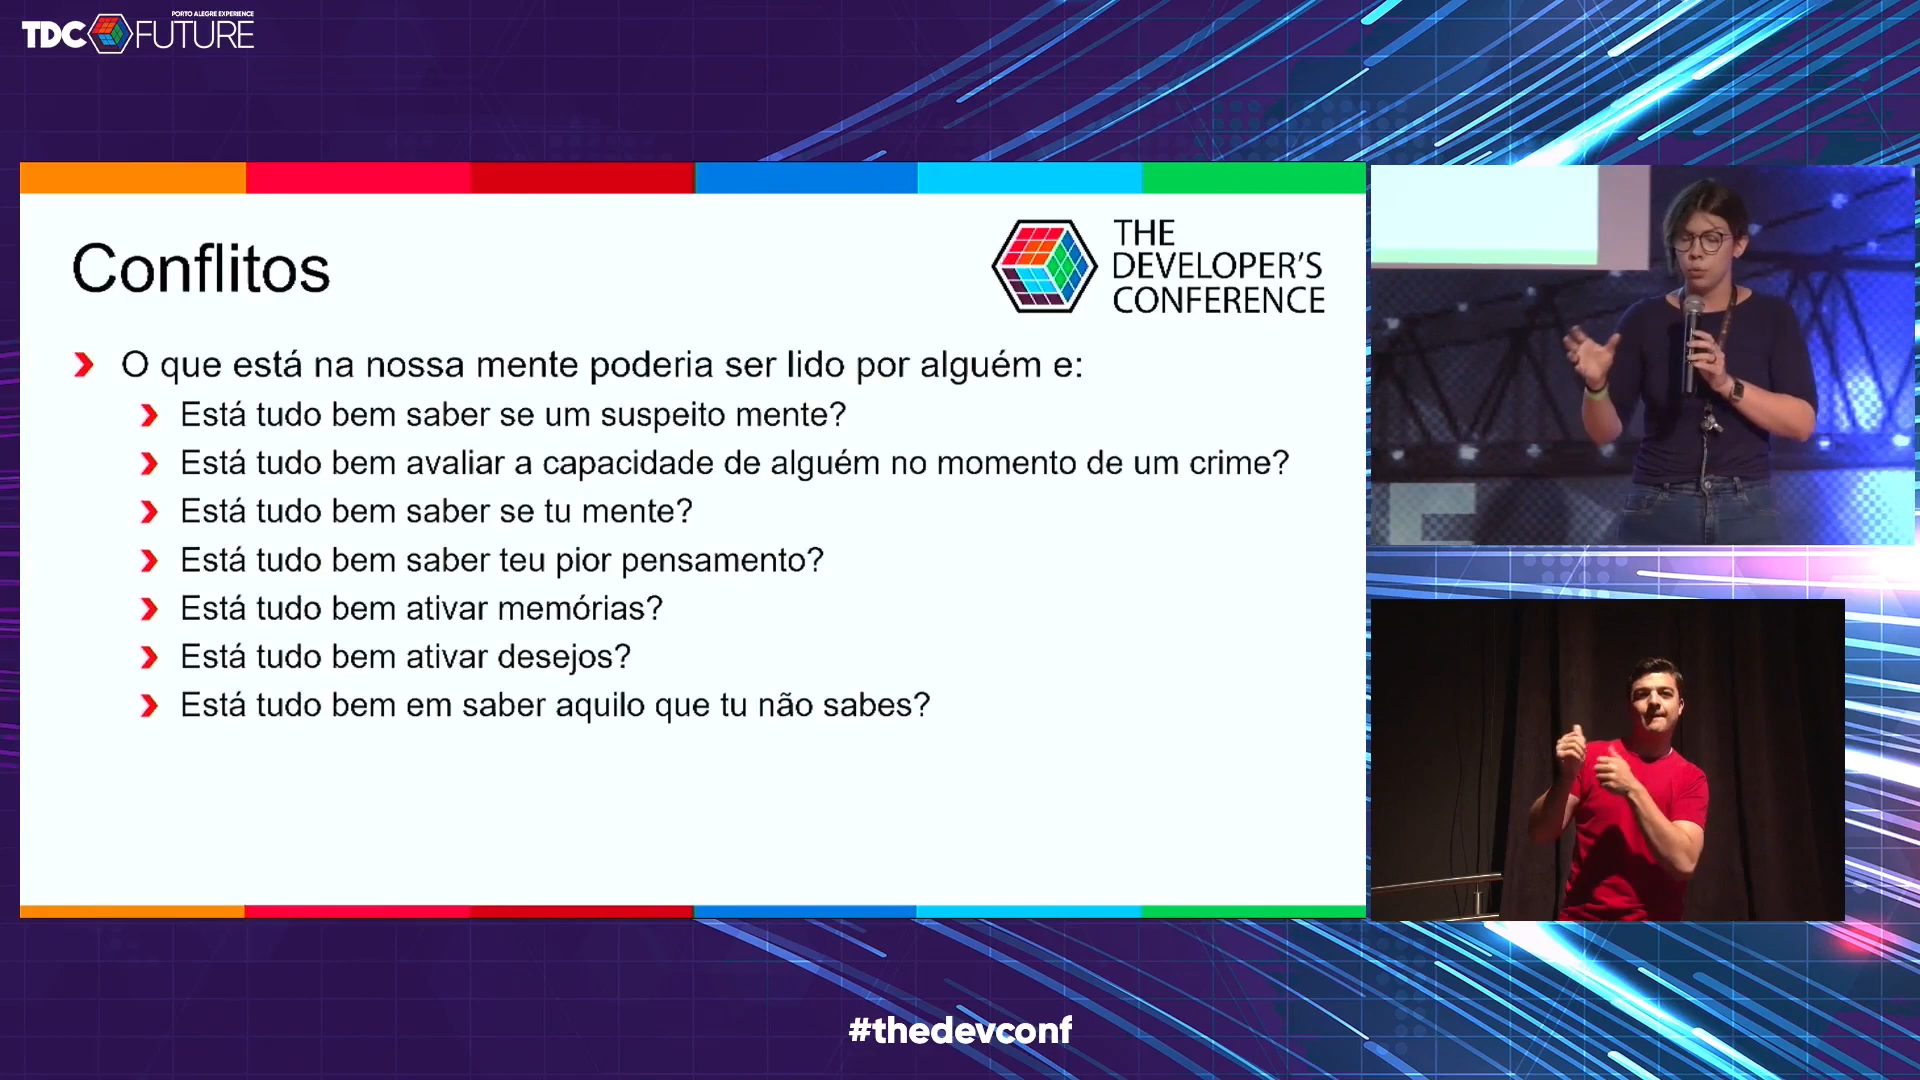 PORTO ALEGRE EXPERIENCE
TDC FUTURE
Conflitos
THE
DEVELOPER'S
CONFERENCE
O que está na nossa mente poderia ser lido por alguém e:
Está tudo bem saber se um suspeito mente?
Está tudo bem avaliar a capacidade de alguém no momento de um crime?
Está tudo bem saber se tu mente?
Está tudo bem saber teu pior pensamento?
Está tudo bem ativar memórias?
Está tudo bem ativar desejos?
Está tudo bem em saber aquilo que tu não sabes?
#thedevconf